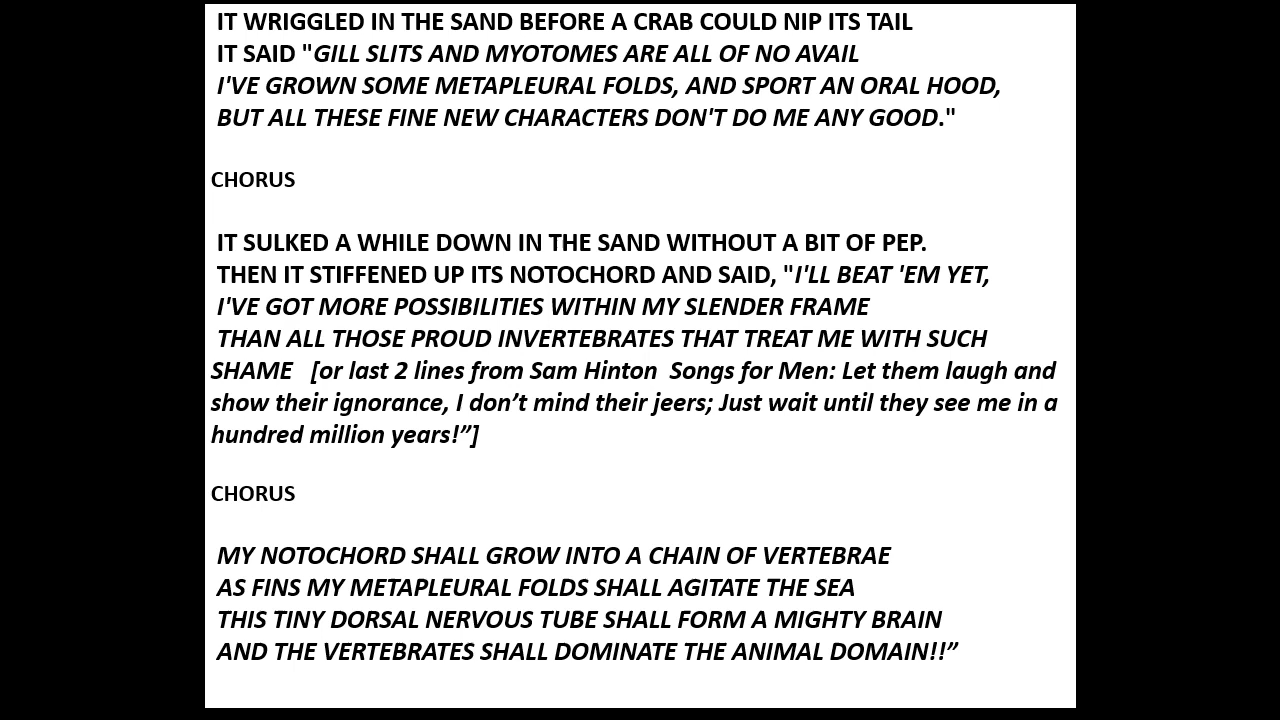 IT WRIGGLED IN THE SAND BEFORE A CRAB COULD NIP ITS TAIL
IT SAID "GILL SLITS AND MYOTOMES ARE ALL OF NO AVAIL
I'VE GROWN SOME METAPLEURAL FOLDS, AND SPORT AN ORAL HOOD,
BUT ALL THESE FINE NEW CHARACTERS DON'T DO ME ANY GOOD."
CHORUS
IT SULKED A WHILE DOWN IN THE SAND WITHOUT A BIT OF PEP.
THEN IT STIFFENED UP ITS NOTOCHORD AND SAID, "I'LL BEAT 'EM YET,
I'VE GOT MORE POSSIBILITIES WITHIN MY SLENDER FRAME
THAN ALL THOSE PROUD INVERTEBRATES THAT TREAT ME WITH SUCH
SHAME   [or last 2 lines from Sam Hinton  Songs for Men: Let them laugh and
show their ignorance, I don’t mind their jeers; Just wait until they see me in a
hundred million years!”]
CHORUS
MY NOTOCHORD SHALL GROW INTO A CHAIN OF VERTEBRAE
AS FINS MY METAPLEURAL FOLDS SHALL AGITATE THE SEA
THIS TINY DORSAL NERVOUS TUBE SHALL FORM A MIGHTY BRAIN
AND THE VERTEBRATES SHALL DOMINATE THE ANIMAL DOMAIN!!”